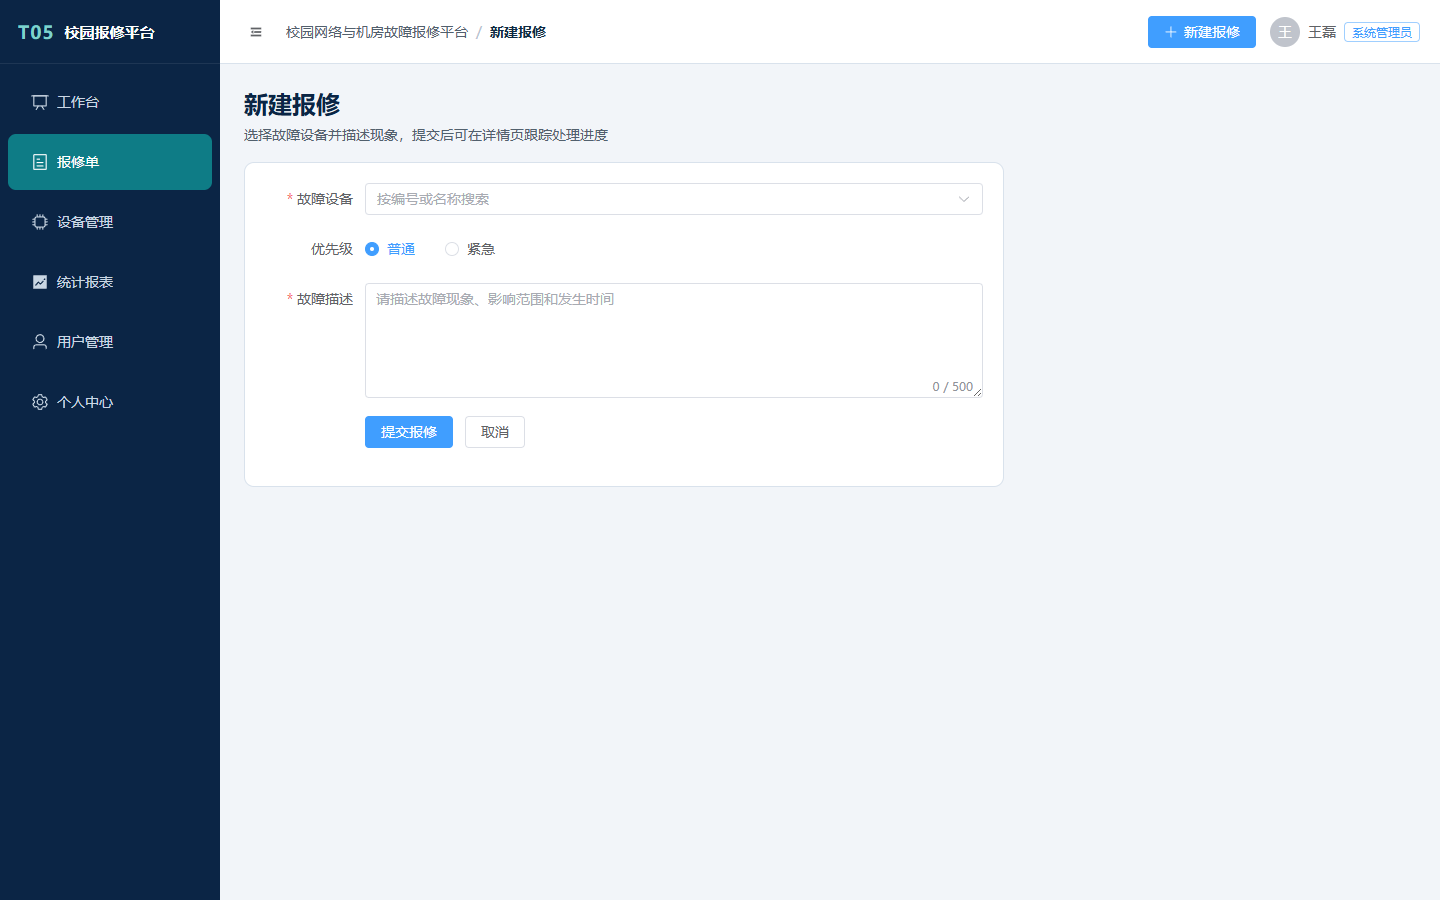 T05 校园报修平台
工作台
报修单
设备管理
统计报表
用户管理
个人中心
校园网络与机房故障报修平台 / 新建报修
新建报修
王 王磊 系统管理员
新建报修
选择故障设备并描述现象，提交后可在详情页跟踪处理进度
* 故障设备 按编号或名称搜索
优先级 普通 紧急
* 故障描述 请描述故障现象、影响范围和发生时间
0 / 500
提交报修 取消